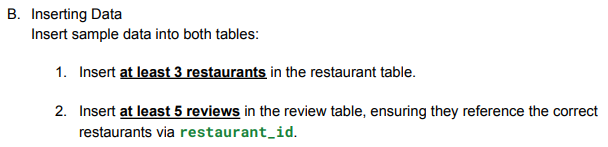 B. Inserting Data
Insert sample data into both tables:
1. Insert at least 3 restaurants in the restaurant table.
2. Insert at least 5 reviews in the review table, ensuring they reference the correct
restaurants via restaurant_id.